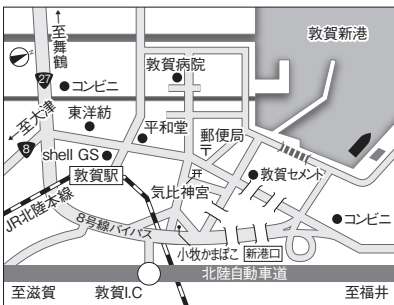 至舞鶴
敦賀新港
27
コンビニ
敦賀病院
至大津
東洋紡
平和堂
郵便局
〒
8
shell GS
敦賀駅
気比神宮
敦賀セメント
JR北陸本線
8号線バイパス
コンビニ
小牧かまぼこ
新港口
北陸自動車道
至滋賀
敦賀I.C
至福井